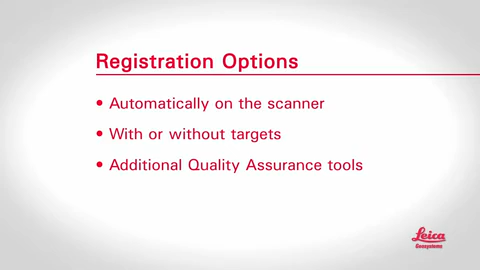 Registration Options
• Automatically on the scanner
• With or without targets
• Additional Quality Assurance tools
Leica
Geosystems